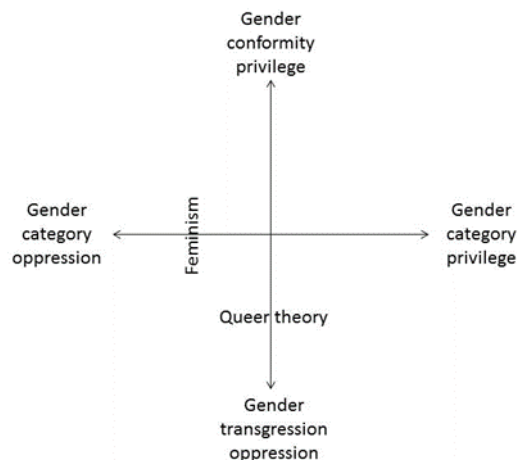 Gender
conformity
privilege
Gender
category
oppression
Feminism
Gender
category
privilege
Queer theory
Gender
transgression
oppression